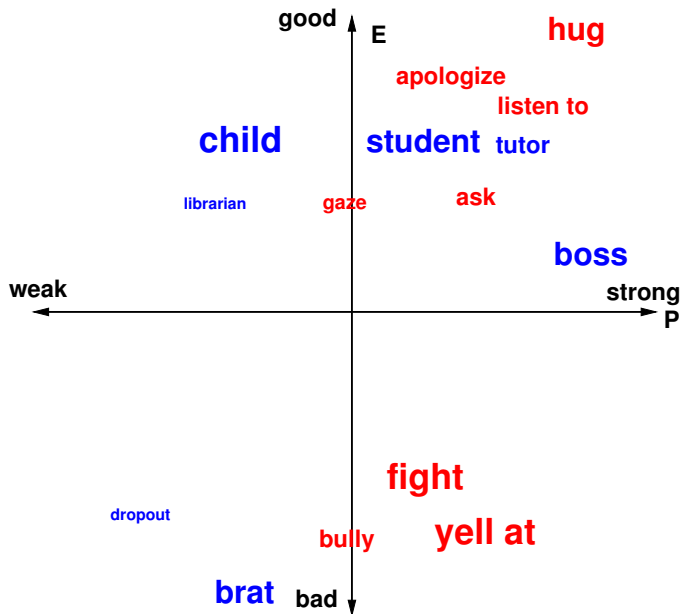 good
E
hug
apologize
listen to
child
student
tutor
librarian
gaze
ask
boss
weak
strong
P
fight
dropout
bully
yell at
brat
bad